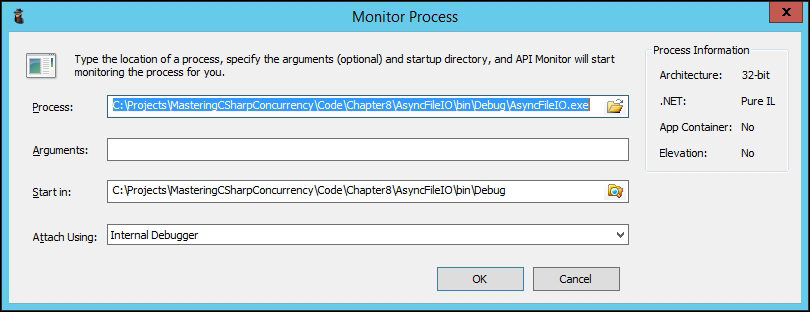 Monitor Process
x
Type the location of a process, specify the arguments (optional) and startup directory, and API Monitor will start
monitoring the process for you.
Process:
C:\Projects\MasteringCSharpConcurrency\Code\Chapter8\AsyncFileIO\bin\Debug\AsyncFileIO.exe
Arguments:
Start in:
C:\Projects\MasteringCSharpConcurrency\Code\Chapter8\AsyncFileIO\bin\Debug
Attach Using:
Internal Debugger
OK
Cancel
Process Information
Architecture: 32-bit
.NET: Pure IL
App Container: No
Elevation: No